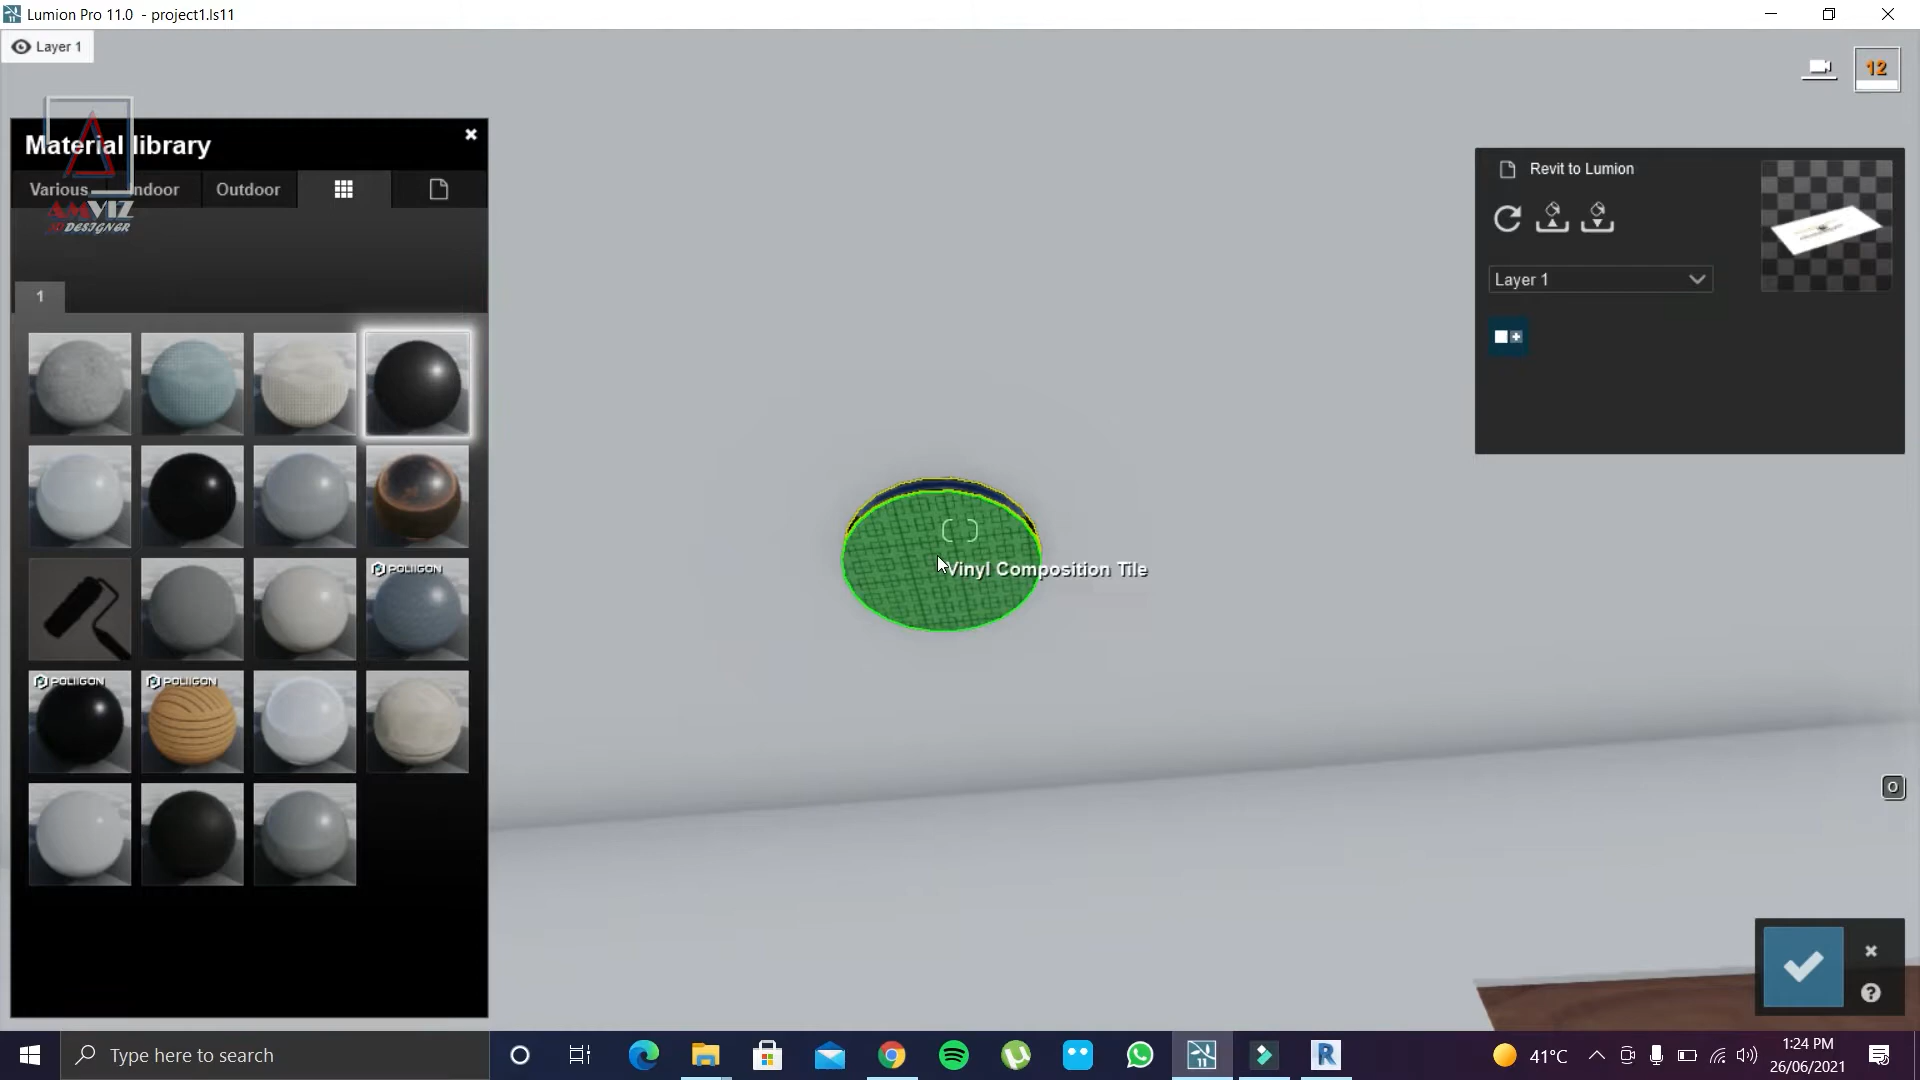 Lumion Pro 11.0 - project1.ls11
Layer 1
12
Material library
Various
Indoor
Outdoor
AMVIZ
3D DESIGNER
1
POLIIGON
POLIIGON
POLIIGON
Vinyl Composition Tile
Revit to Lumion
Layer 1
O
Type here to search
41°C
1:24 PM
26/06/2021